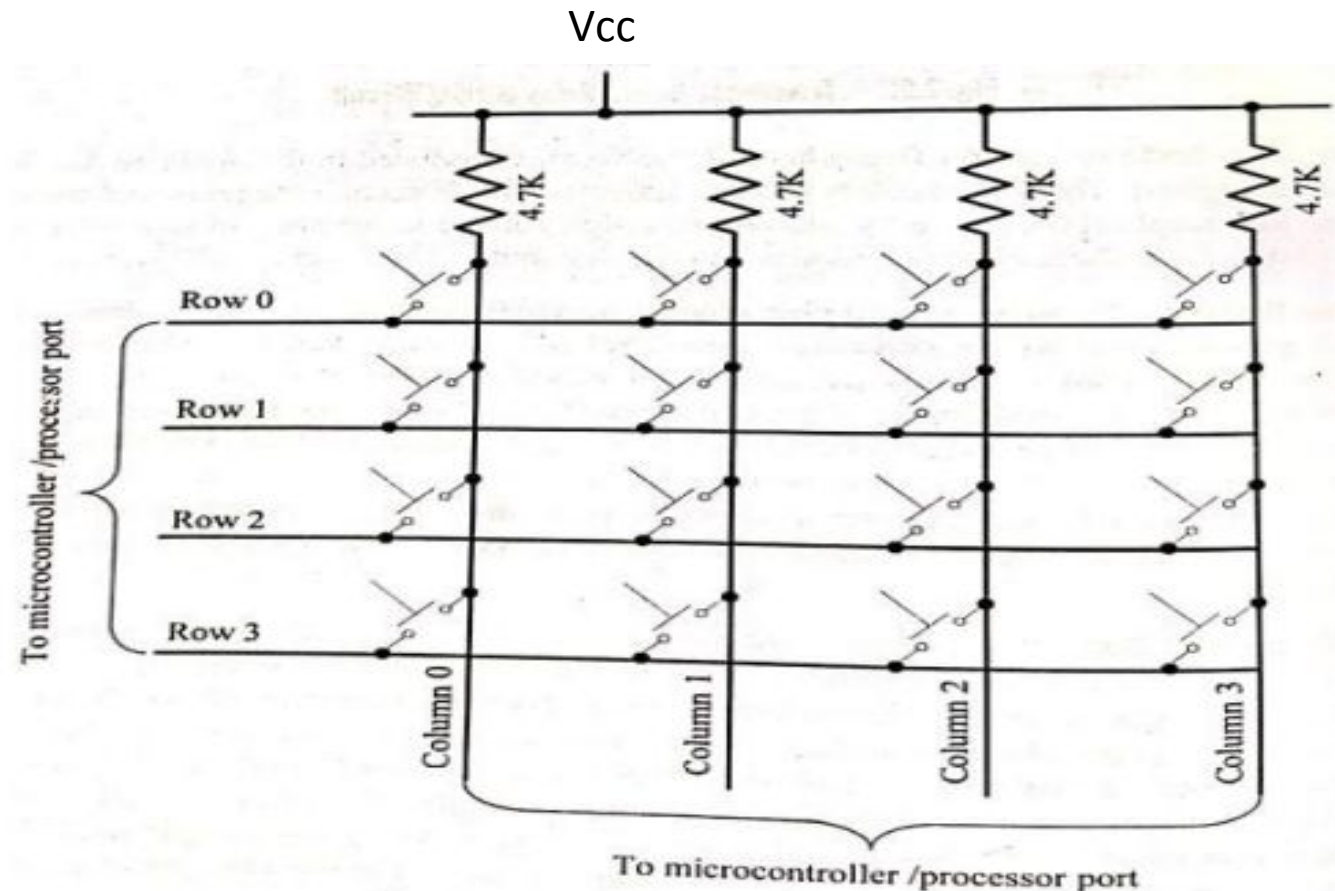 Vcc
4.7K
4.7K
4.7K
4.7K
Row 0
Row 1
Row 2
Row 3
To microcontroller /processor port
Column 0
Column 1
Column 2
Column 3
To microcontroller /processor port